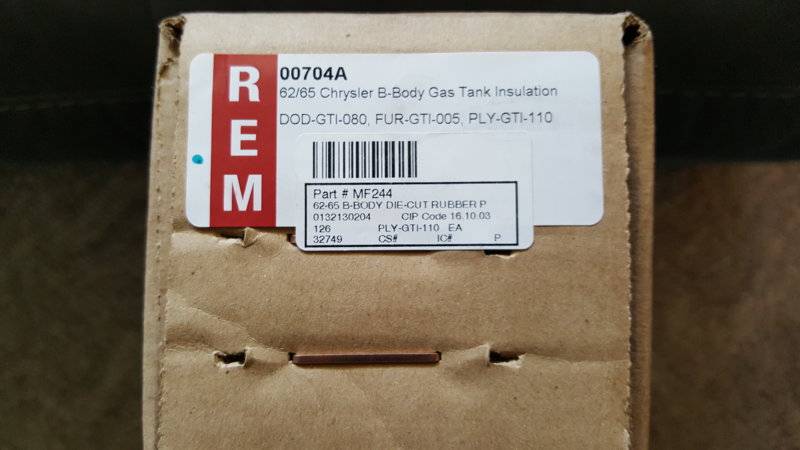 REM
00704A
62/65 Chrysler B-Body Gas Tank Insulation
DOD-GTI-080, FUR-GTI-005, PLY-GTI-110
Part # MF244
62-65 B-BODY DIE-CUT RUBBER P
0132130204 CIP Code 16.10.03
126 PLY-GTI-110 EA
32749 CS# IC# P